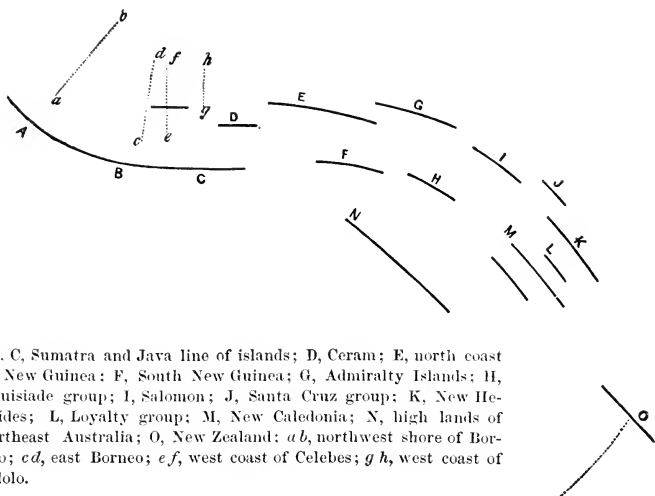 b
d f h
a
g
c e
A
B
C
D
E
G
F
H
I
J
N
M
L
K
O
. C, Sumatra and Java line of islands; D, Ceram; E, north coast
New Guinea: F, South New Guinea; G, Admiralty Islands; H,
uisiade group; I, Salomon; J, Santa Cruz group; K, New He-
ides; L, Loyalty group; M, New Caledonia; N, high lands of
rtheast Australia; O, New Zealand: a b, northwest shore of Bor-
o; c d, east Borneo; e f, west coast of Celebes; g h, west coast of
lolo.